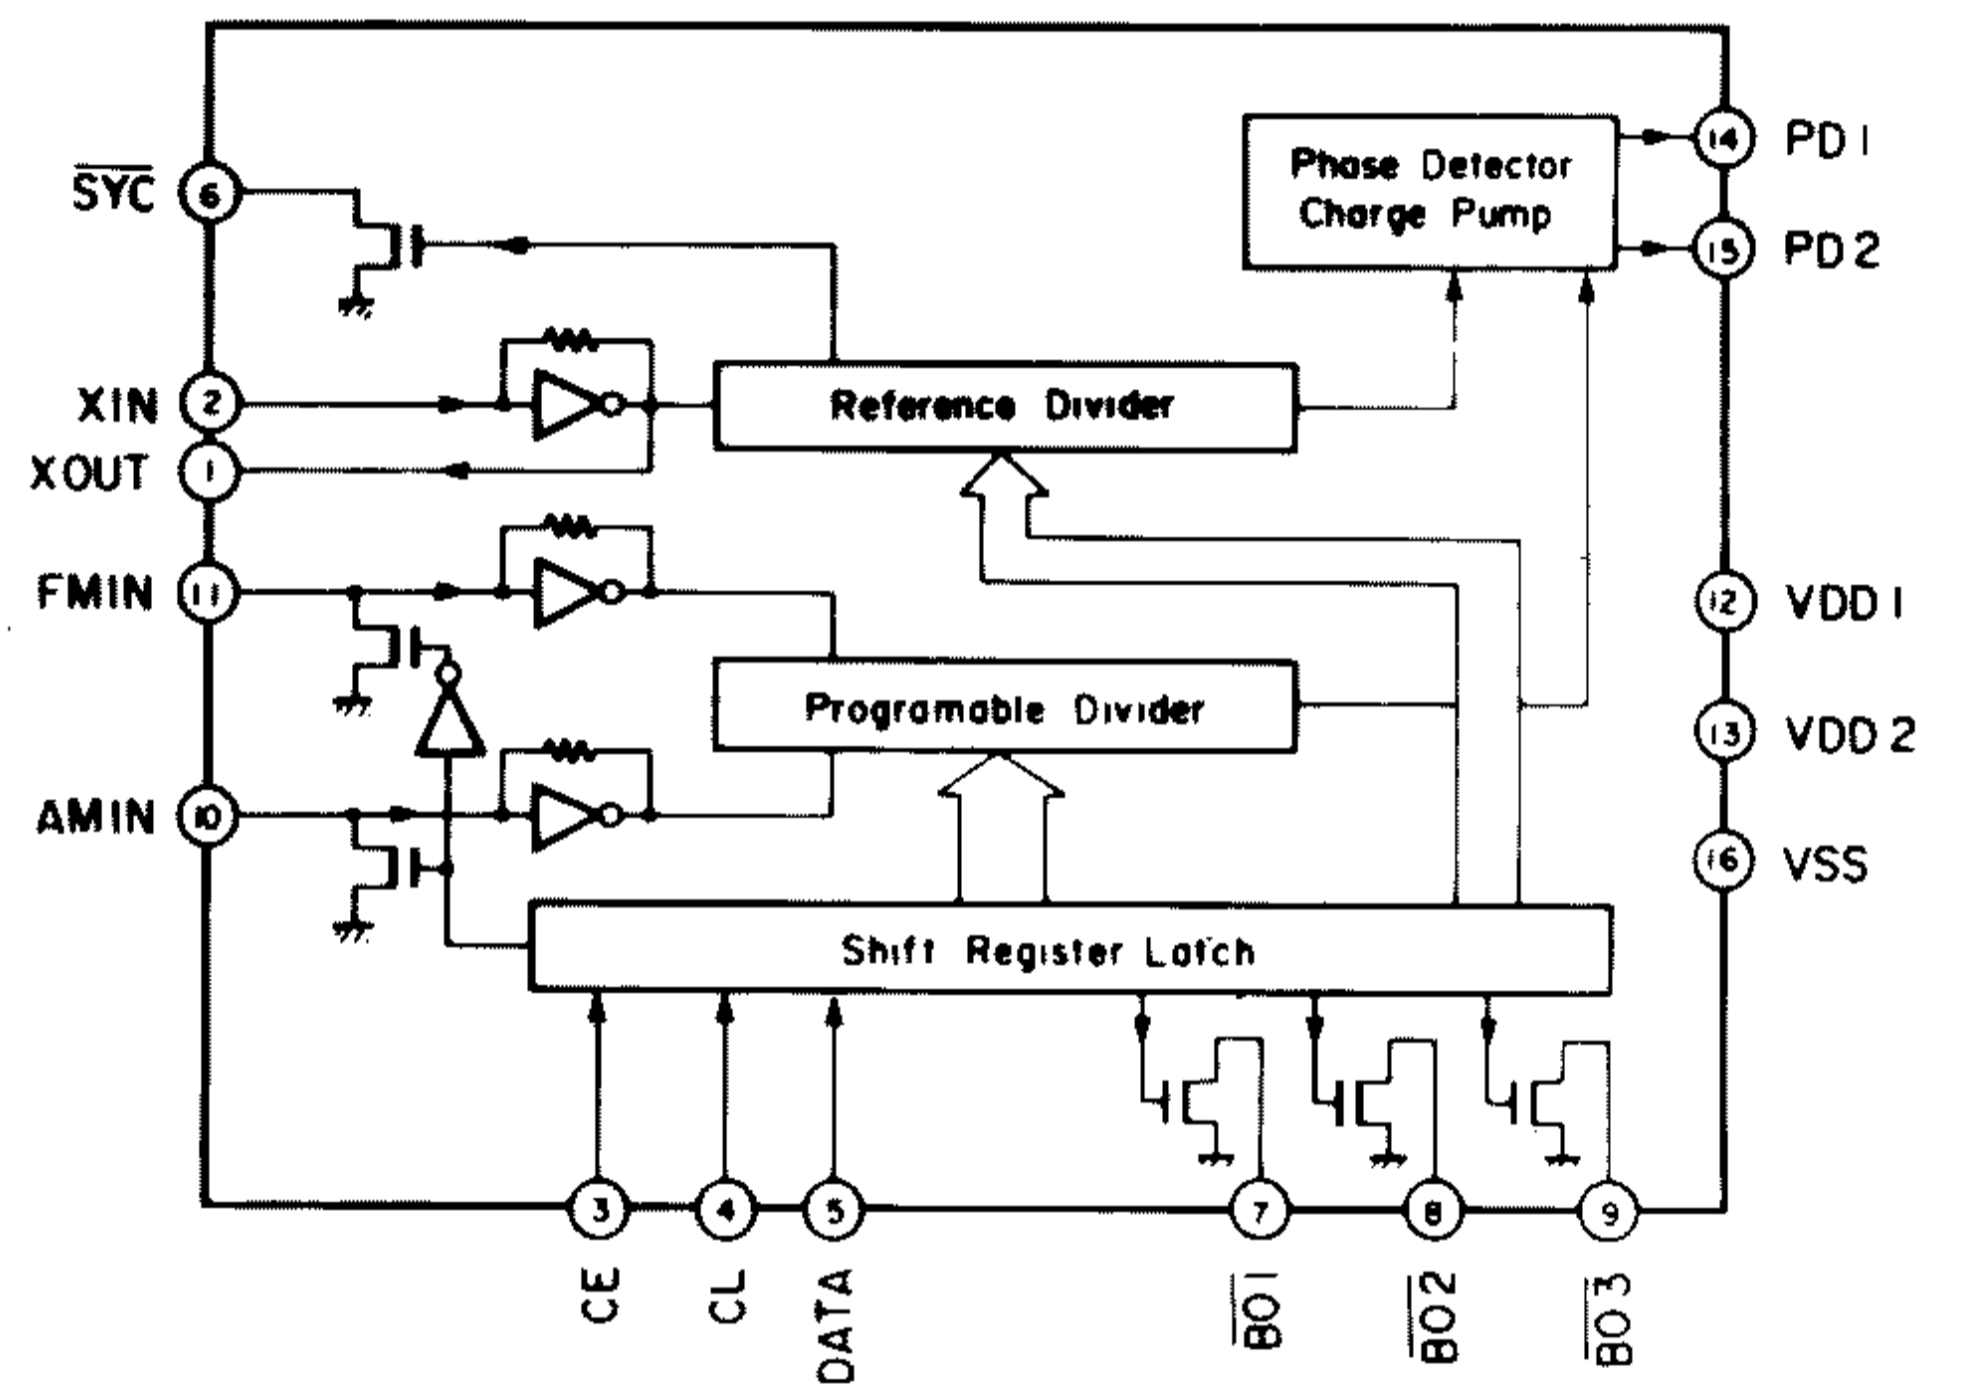 SYC
6
14
PD1
Phase Detector
Charge Pump
15
PD2
XIN
2
Reference Divider
XOUT
1
FMIN
11
12
VDD1
Programable Divider
13
VDD2
AMIN
10
16
VSS
Shift Register Latch
3
4
5
7
8
9
CE
CL
DATA
BO1
BO2
BO3